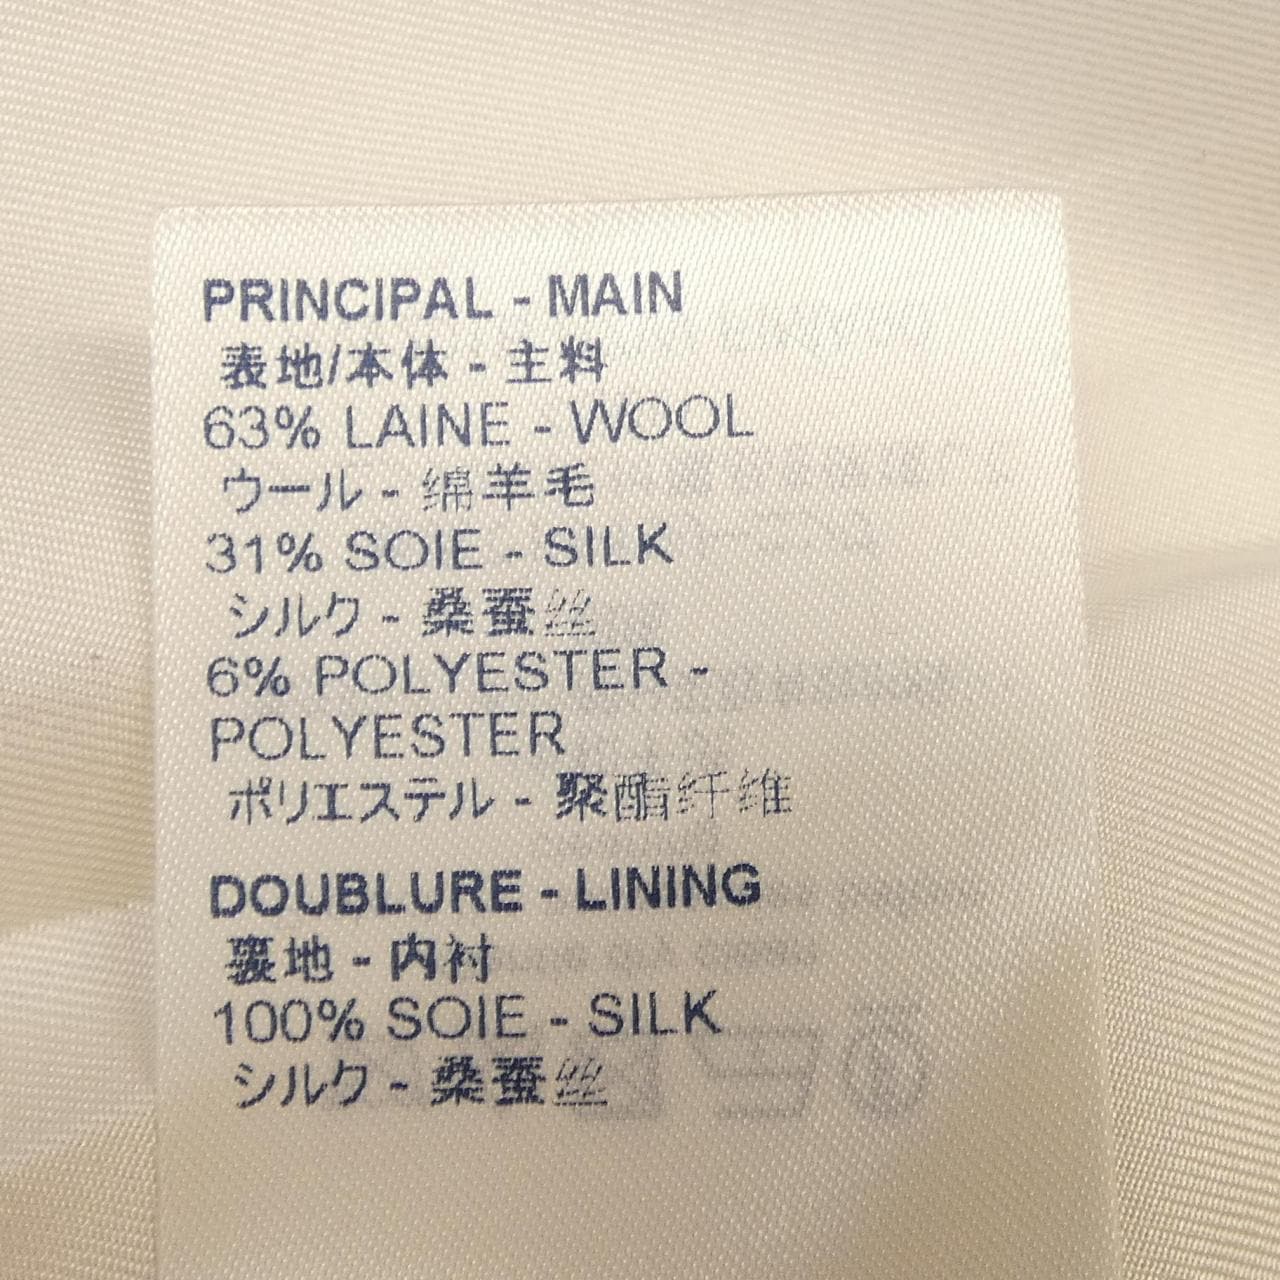 PRINCIPAL - MAIN
表地/本体 - 主料
63% LAINE - WOOL
ウール - 绵羊毛
31% SOIE - SILK
シルク - 桑蚕丝
6% POLYESTER -
POLYESTER
ポリエステル - 聚酯纤维
DOUBLURE - LINING
裏地 - 内衬
100% SOIE - SILK
シルク - 桑蚕丝